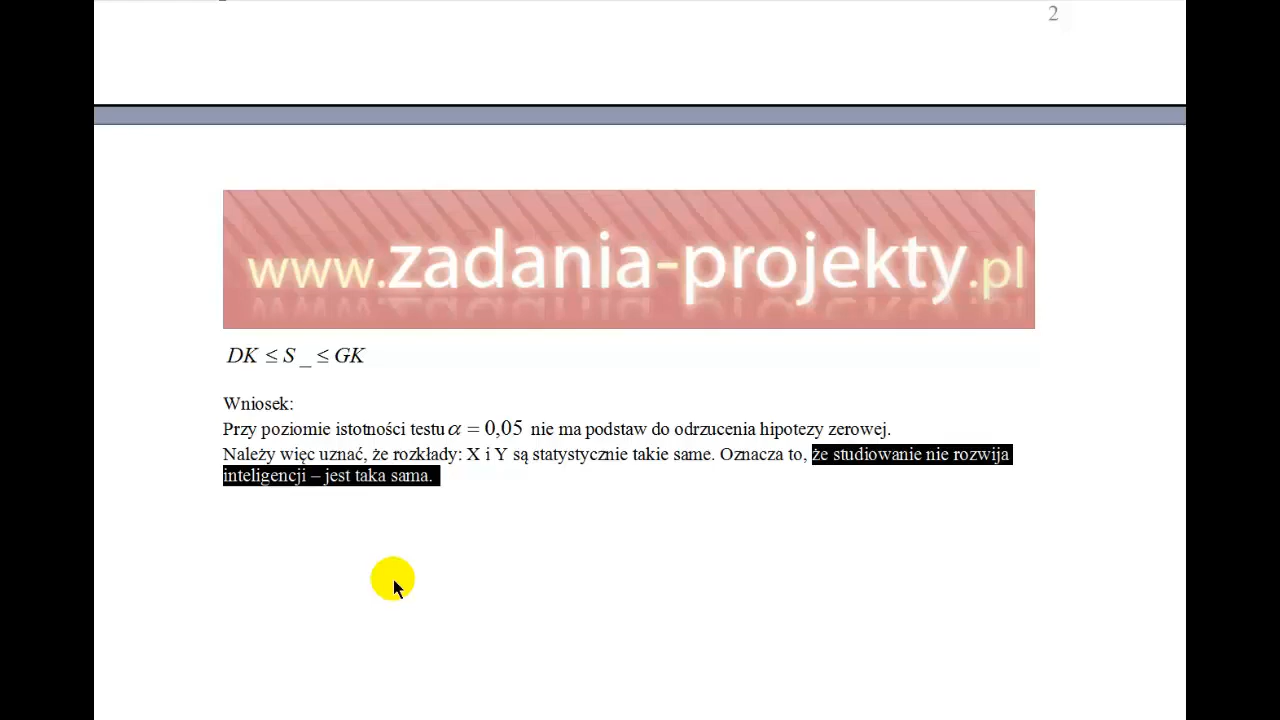 2
www.zadania-projekty.pl
DK ≤ S_ ≤ GK
Wniosek:
Przy poziomie istotności testu α = 0,05 nie ma podstaw do odrzucenia hipotezy zerowej.
Należy więc uznać, że rozkłady: X i Y są statystycznie takie same. Oznacza to, że studiowanie nie rozwija
inteligencji – jest taka sama.